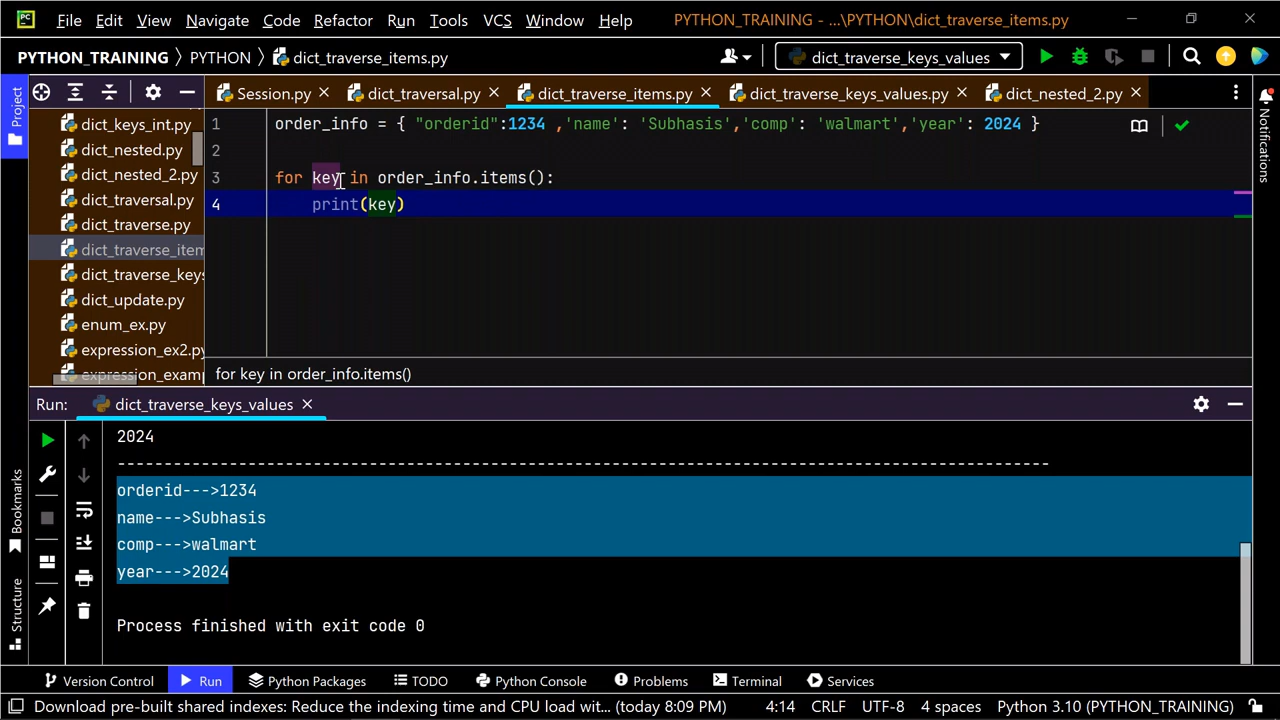 PC File Edit View Navigate Code Refactor Run Tools VCS Window Help PYTHON_TRAINING - ...\PYTHON\dict_traverse_items.py
PYTHON_TRAINING PYTHON dict_traverse_items.py dict_traverse_keys_values
Project
Session.py dict_traversal.py dict_traverse_items.py dict_traverse_keys_values.py dict_nested_2.py
Notifications
dict_keys_int.py
dict_nested.py
dict_nested_2.py
dict_traversal.py
dict_traverse.py
dict_traverse_item
dict_traverse_keys
dict_update.py
enum_ex.py
expression_ex2.py
expression_examp
1 order_info = { "orderid":1234 ,'name': 'Subhasis','comp': 'walmart','year': 2024 }
2
3 for key in order_info.items():
4 print(key)
for key in order_info.items()
Run: dict_traverse_keys_values
2024
----------------------------------------------------------------------------------------------------
orderid--->1234
name--->Subhasis
comp--->walmart
year--->2024
Process finished with exit code 0
Bookmarks
Structure
Version Control Run Python Packages TODO Python Console Problems Terminal Services
Download pre-built shared indexes: Reduce the indexing time and CPU load wit... (today 8:09 PM) 4:14 CRLF UTF-8 4 spaces Python 3.10 (PYTHON_TRAINING)